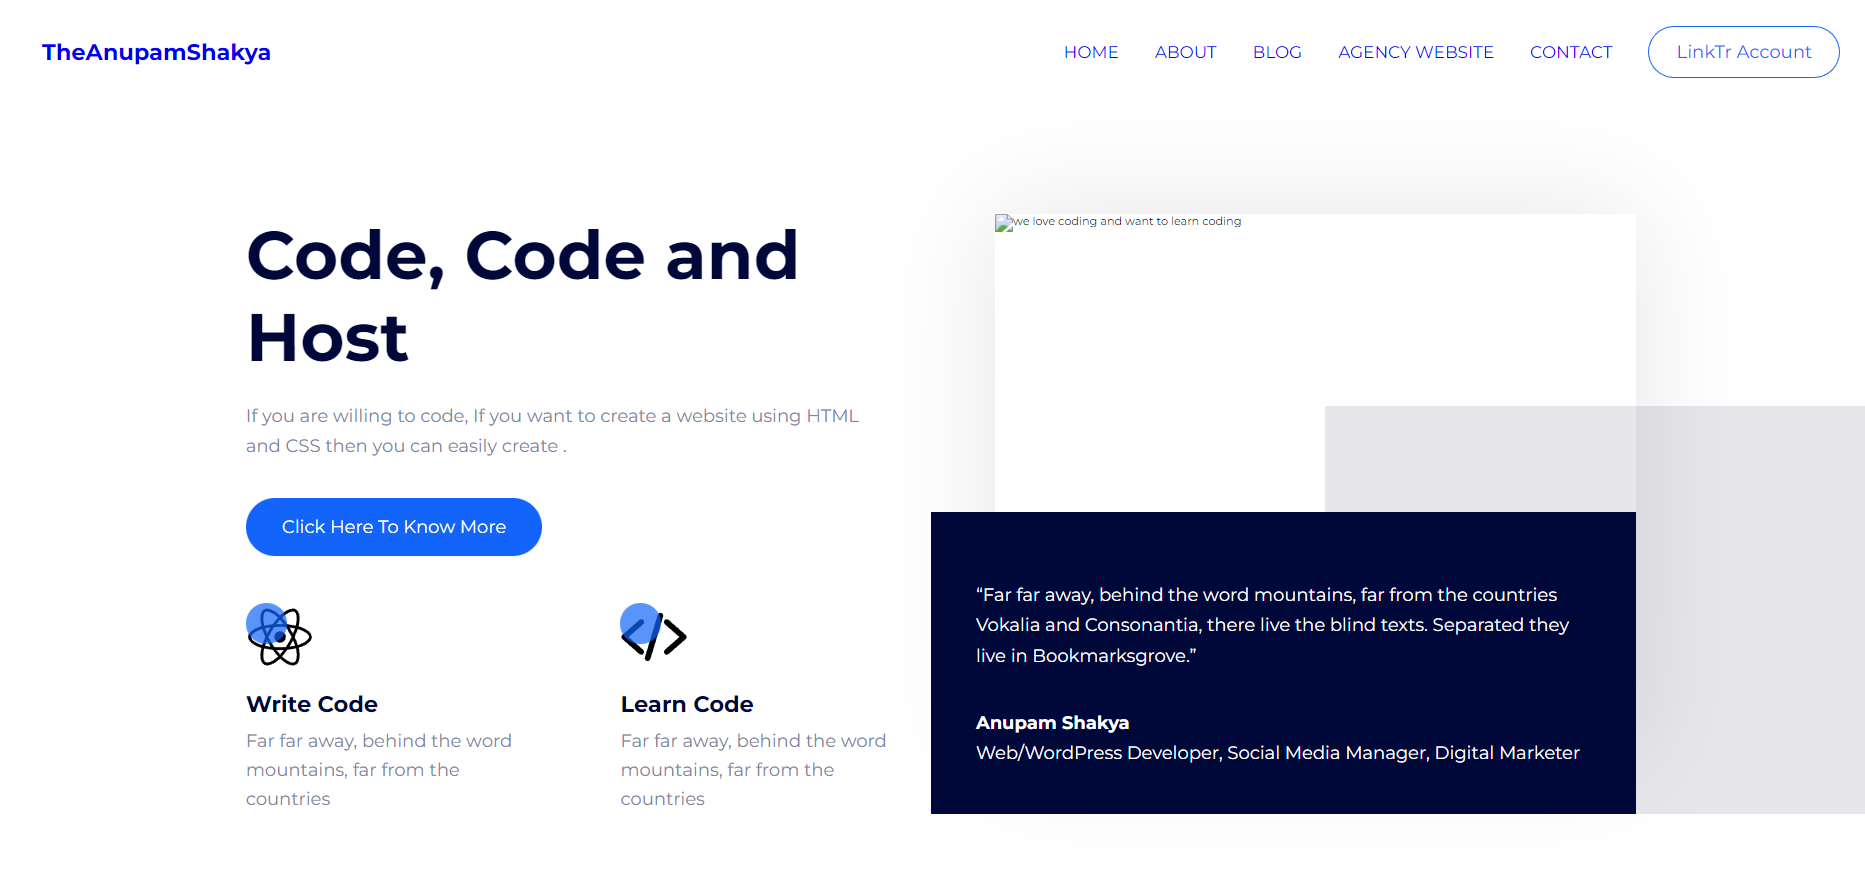 TheAnupamShakya
HOME
ABOUT
BLOG
AGENCY WEBSITE
CONTACT
LinkTr Account
Code, Code and
Host
If you are willing to code, If you want to create a website using HTML
and CSS then you can easily create .
Click Here To Know More
Write Code
Far far away, behind the word
mountains, far from the
countries
Learn Code
Far far away, behind the word
mountains, far from the
countries
we love coding and want to learn coding
“Far far away, behind the word mountains, far from the countries
Vokalia and Consonantia, there live the blind texts. Separated they
live in Bookmarksgrove.”
Anupam Shakya
Web/WordPress Developer, Social Media Manager, Digital Marketer